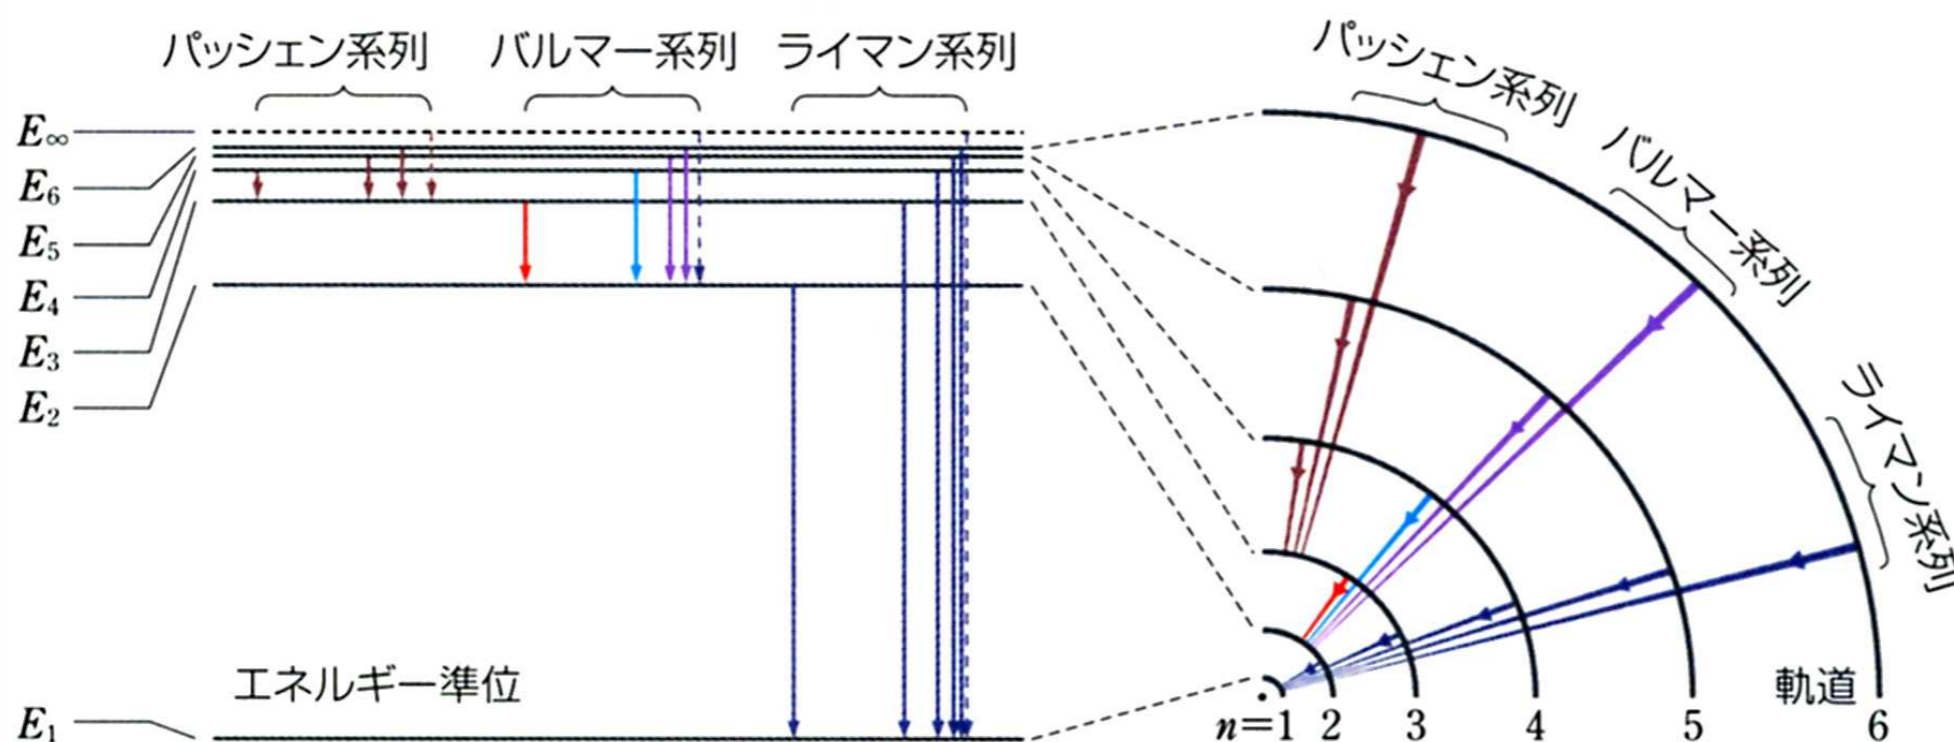 パッシェン系列
バルマー系列
ライマン系列
E∞
E6
E5
E4
E3
E2
エネルギー準位
E1
パッシェン系列
バルマー系列
ライマン系列
軌道
n=1 2 3 4 5 6